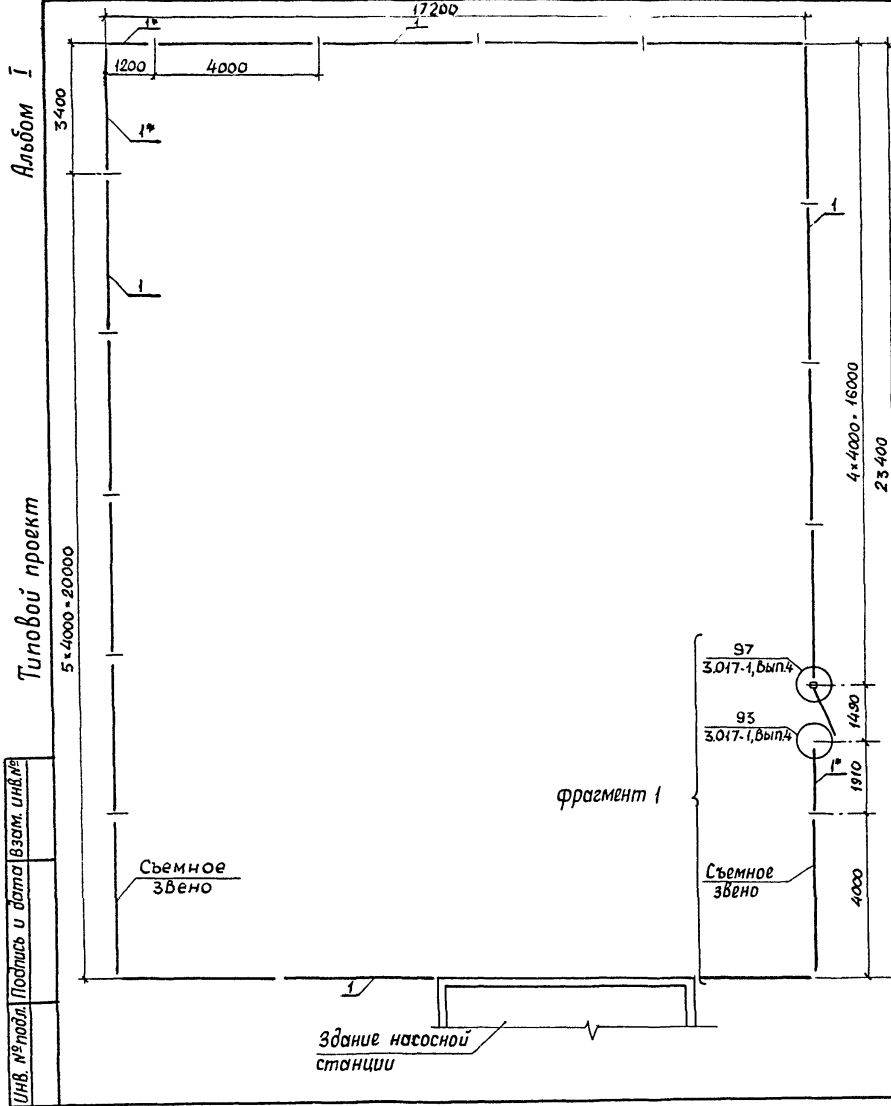 17200
1*
1
1200
4000
Альбом I
3400
1*
1
1
Типовой проект
5×4000=20000
4×4000=16000
23400
97
3.017-1, вып.4
1490
93
3.017-1, вып.4
1910
1*
фрагмент 1
Съемное
звено
Съемное
звено
4000
1
Здание насосной
станции
Инв. № подл. Подпись и дата Взам. инв. №